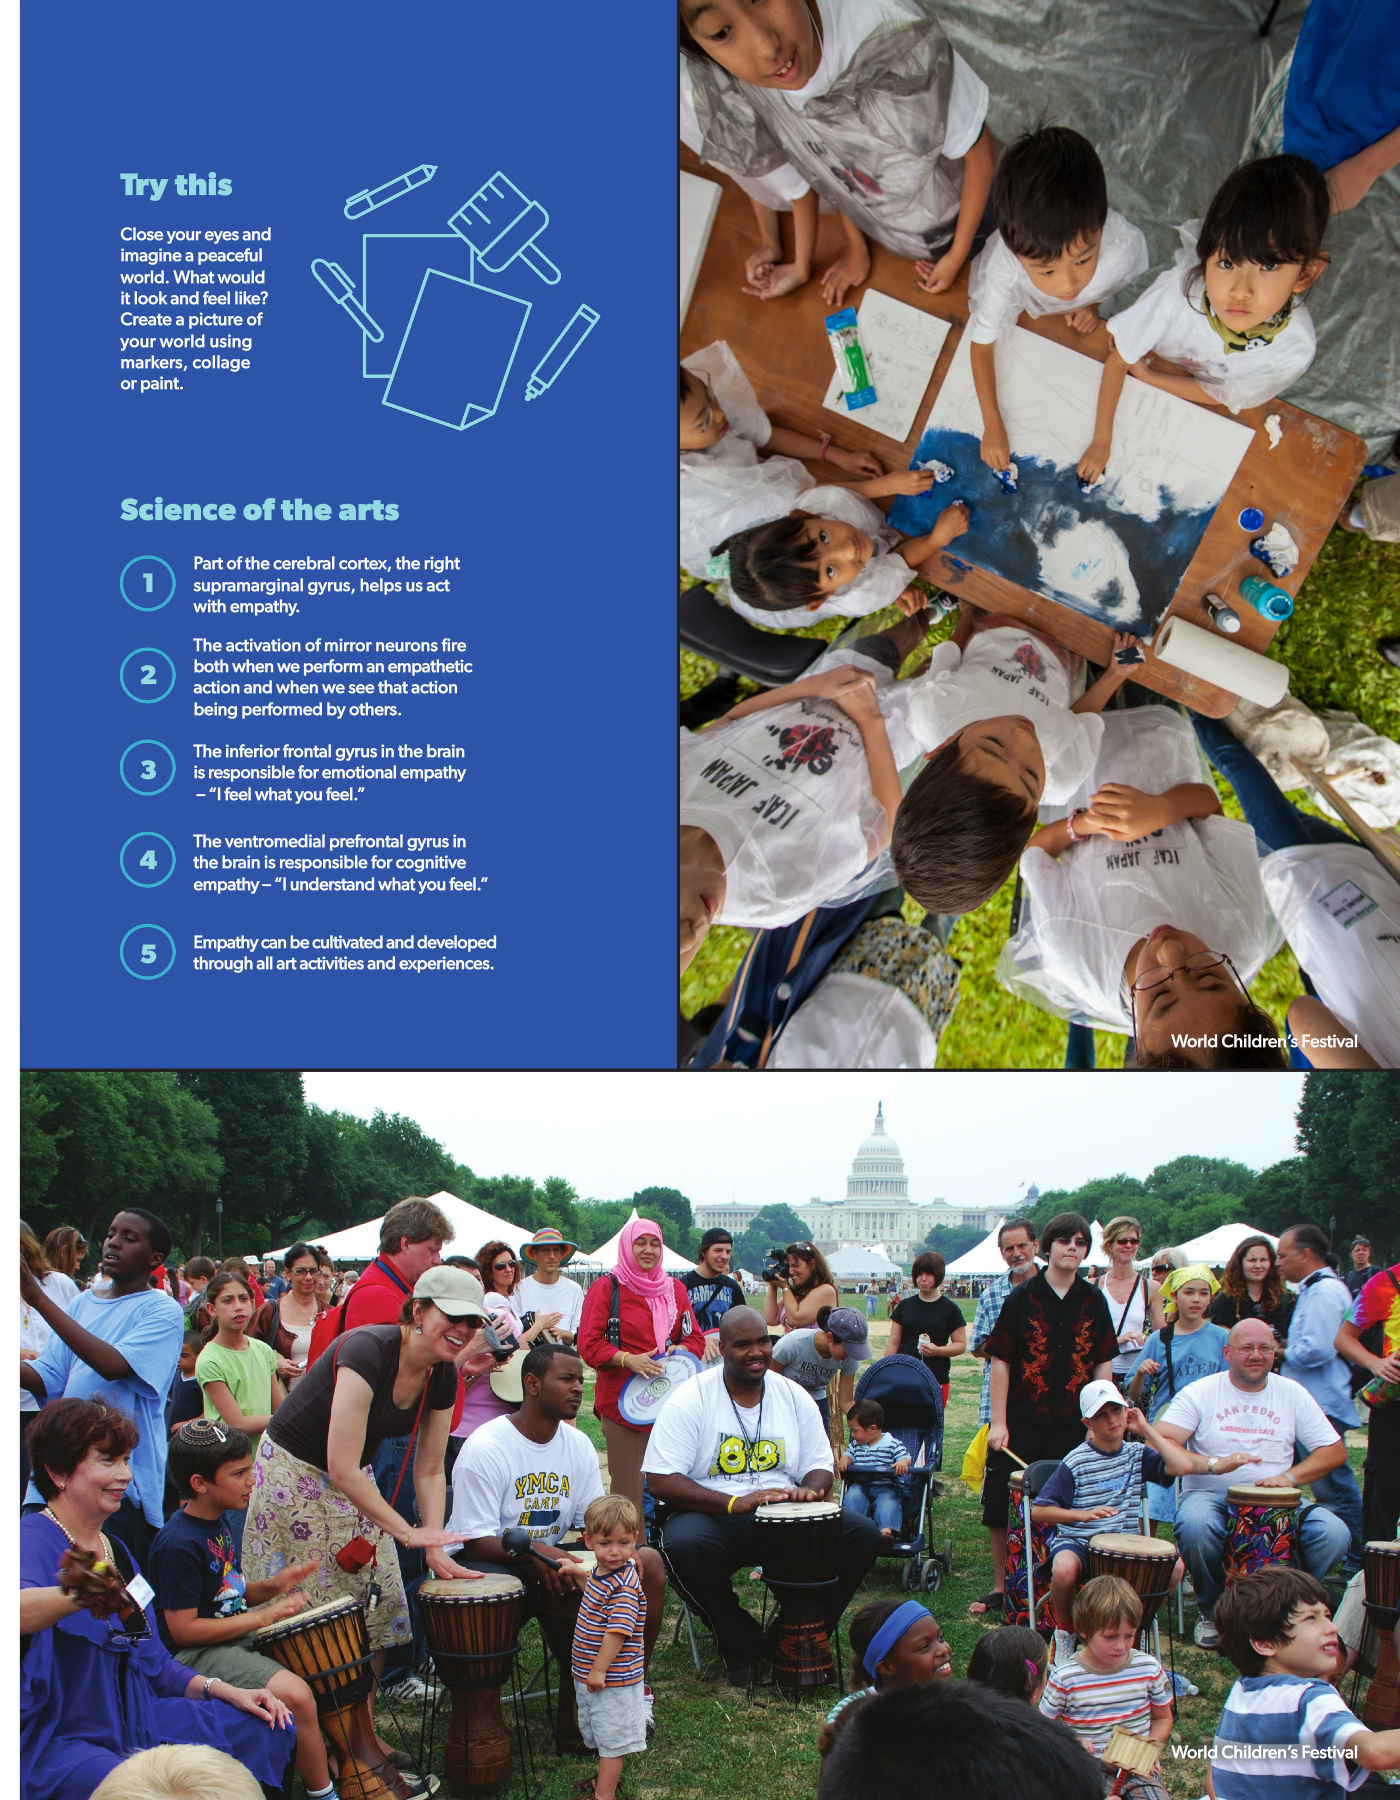 Try this
Close your eyes and
imagine a peaceful
world. What would
it look and feel like?
Create a picture of
your world using
markers, collage
or paint.
Science of the arts
1
Part of the cerebral cortex, the right
supramarginal gyrus, helps us act
with empathy.
2
The activation of mirror neurons fire
both when we perform an empathetic
action and when we see that action
being performed by others.
3
The inferior frontal gyrus in the brain
is responsible for emotional empathy
– “I feel what you feel.”
4
The ventromedial prefrontal gyrus in
the brain is responsible for cognitive
empathy – “I understand what you feel.”
5
Empathy can be cultivated and developed
through all art activities and experiences.
ICAF JAPAN
ICAF JAPAN
ICAF JAPAN
World Children’s Festival
RESULTS
YMCA
CAMP
SAN PEDRO
World Children’s Festival